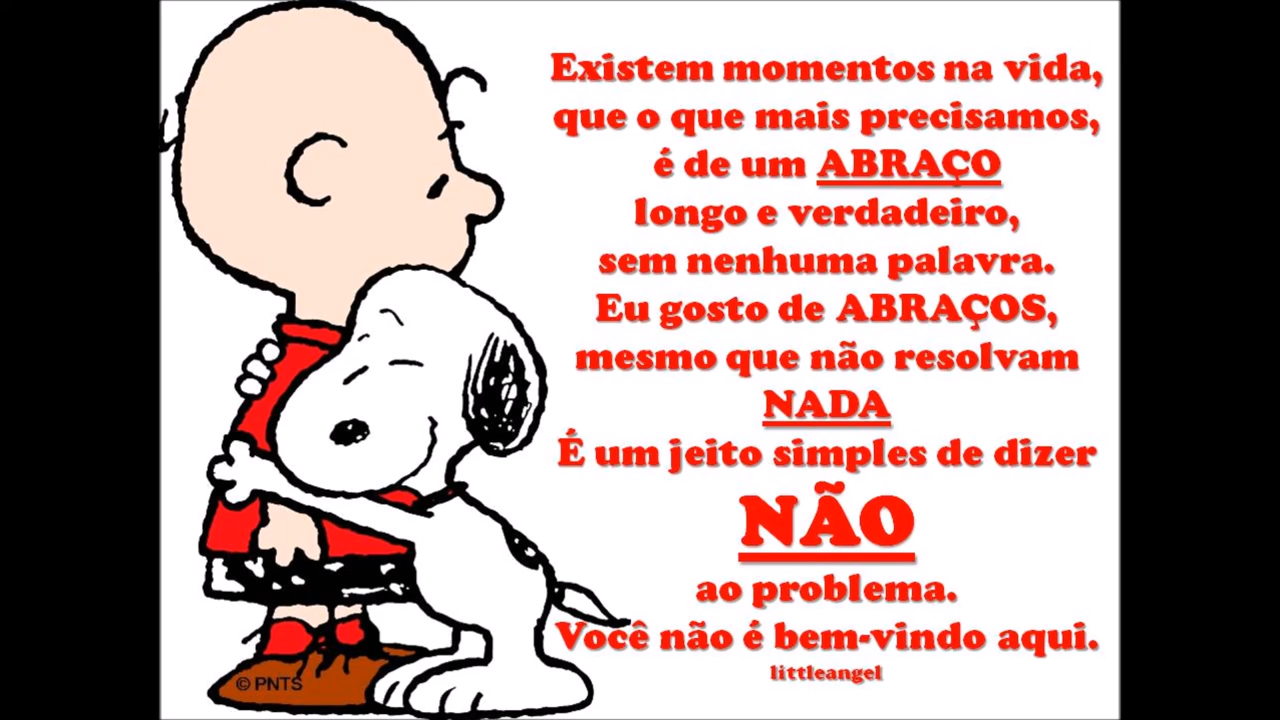 Existem momentos na vida,
que o que mais precisamos,
é de um ABRAÇO
longo e verdadeiro,
sem nenhuma palavra.
Eu gosto de ABRAÇOS,
mesmo que não resolvam
NADA
É um jeito simples de dizer
NÃO
ao problema.
Você não é bem-vindo aqui.
littleangel
© PNTS